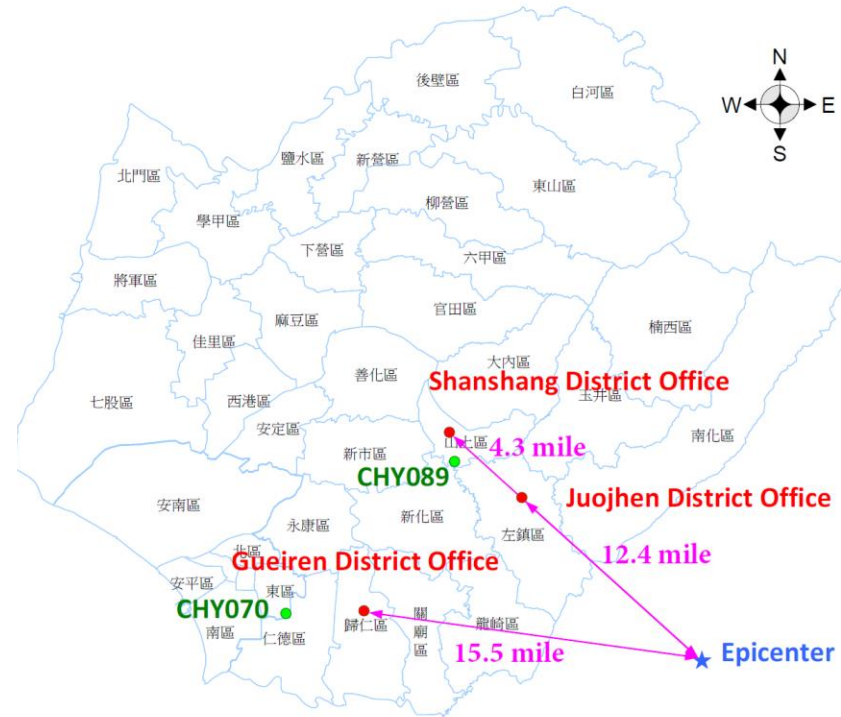 後壁區
白河區
N
W
E
S
鹽水區
新營區
北門區
東山區
柳營區
學甲區
下營區
六甲區
將軍區
官田區
麻豆區
楠西區
佳里區
大內區
善化區
Shanshang District Office
玉井區
七股區
西港區
安定區
南化區
山上區
4.3 mile
新市區
CHY089
安南區
Juojhen District Office
新化區
永康區
左鎮區
北區
12.4 mile
Gueiren District Office
安平區
東區
CHY070
關廟區
歸仁區
龍崎區
南區
仁德區
15.5 mile
Epicenter